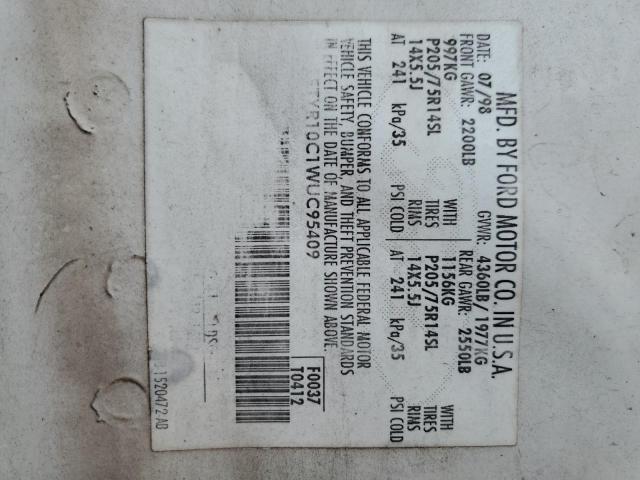 MFD. BY FORD MOTOR CO. IN U.S.A.
DATE: 07/98 GVWR: 4360LB/1977KG
FRONT GAWR: 2200LB REAR GAWR: 2550LB
997KG WITH 1156KG WITH
P205/75R14SL TIRES P205/75R14SL TIRES
14X5.5J RIMS 14X5.5J RIMS
AT 241 kPa/35 PSI COLD AT 241 kPa/35 PSI COLD
THIS VEHICLE CONFORMS TO ALL APPLICABLE FEDERAL MOTOR
VEHICLE SAFETY, BUMPER, AND THEFT PREVENTION STANDARDS
IN EFFECT ON THE DATE OF MANUFACTURE SHOWN ABOVE.
F0037
T0412